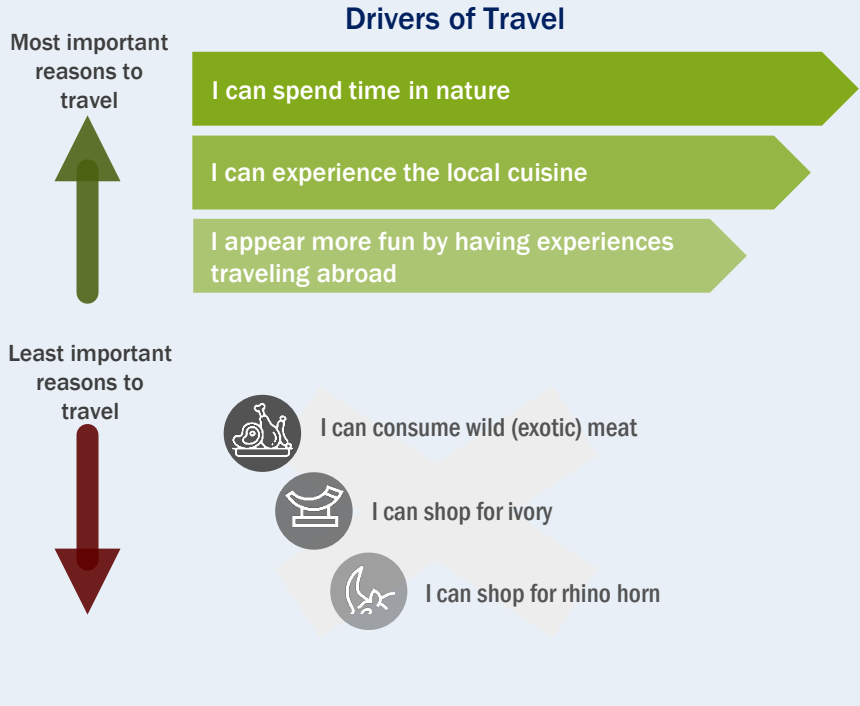 Drivers of Travel
Most important
reasons to
travel
I can spend time in nature
I can experience the local cuisine
I appear more fun by having experiences
traveling abroad
Least important
reasons to
travel
I can consume wild (exotic) meat
I can shop for ivory
I can shop for rhino horn